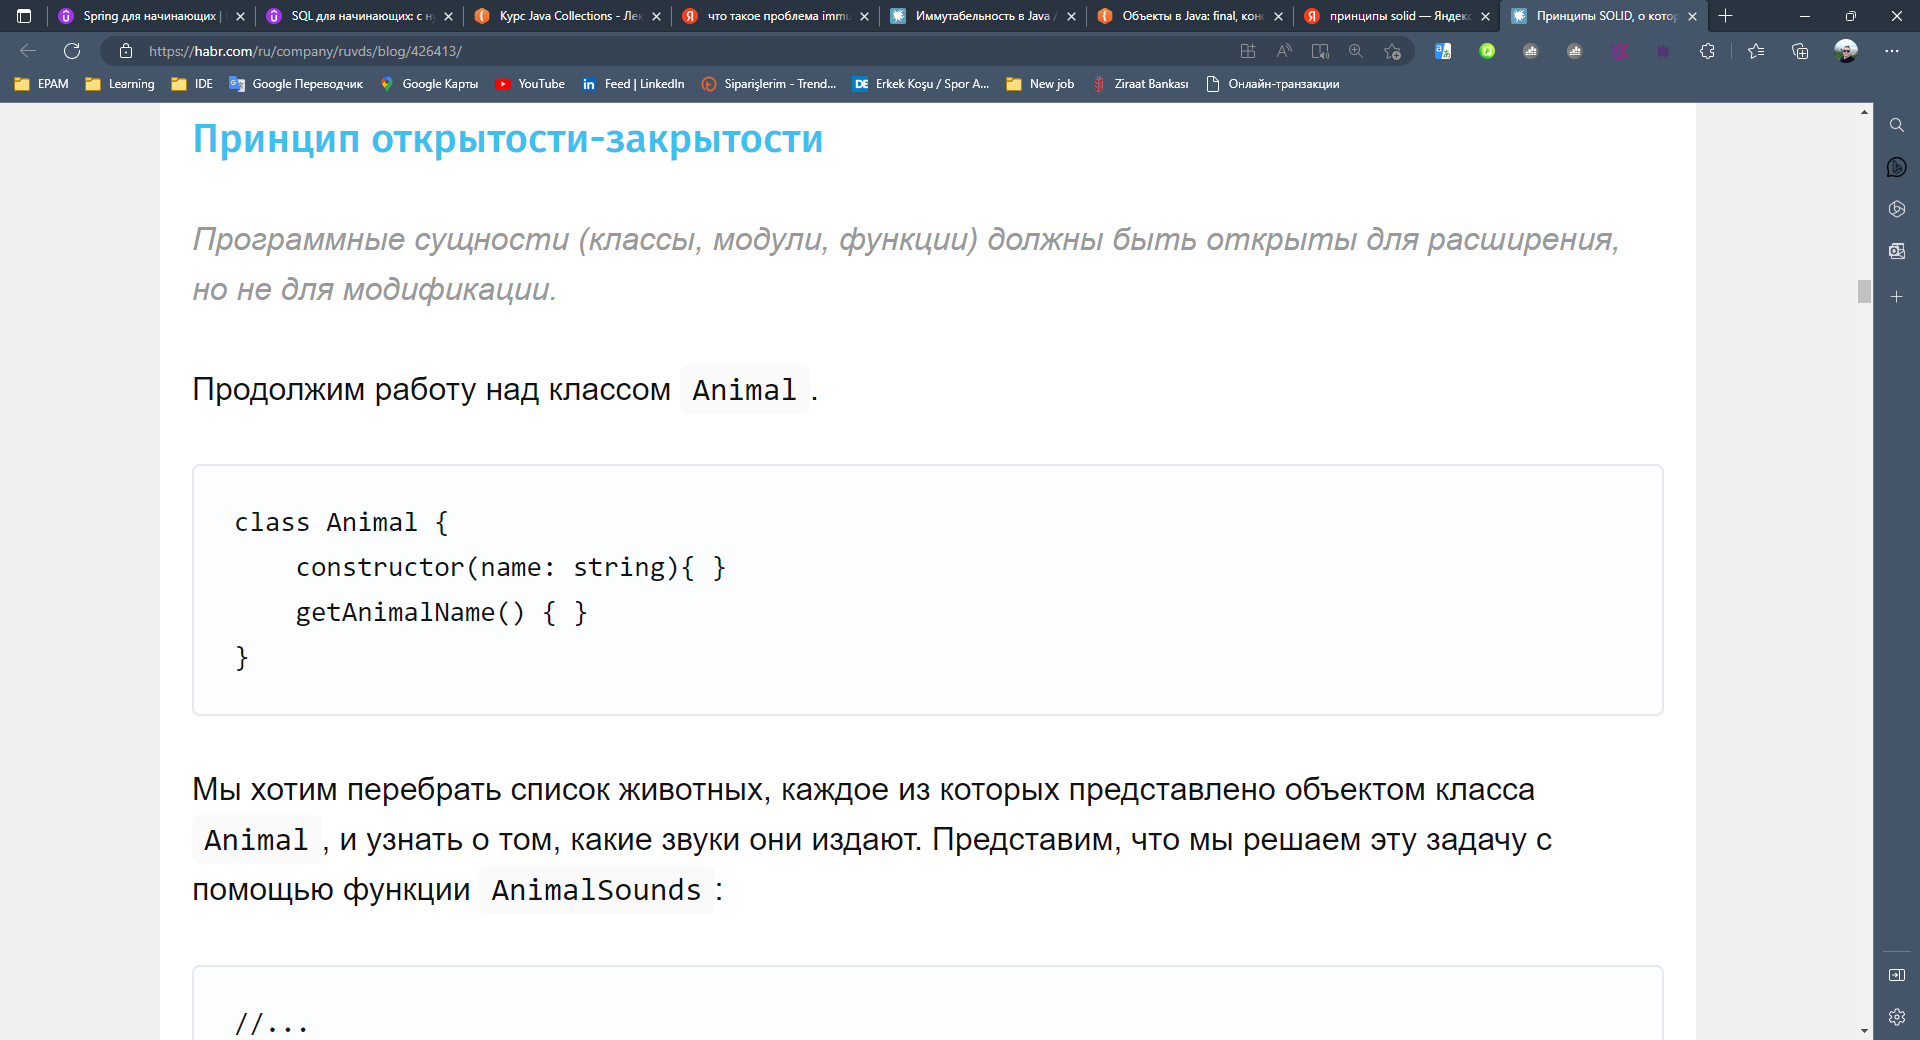 Spring для начинающих |
SQL для начинающих: с н
Курс Java Collections - Ле
что такое проблема immu
Иммутабельность в Java /
Объекты в Java: final, кон
принципы solid — Яндекс
Принципы SOLID, о котор
https://habr.com/ru/company/ruvds/blog/426413/
EPAM
Learning
IDE
Google Переводчик
Google Карты
YouTube
Feed | LinkedIn
Siparişlerim - Trend...
Erkek Koşu / Spor A...
New job
Ziraat Bankası
Онлайн-транзакции
Принцип открытости-закрытости
Программные сущности (классы, модули, функции) должны быть открыты для расширения,
но не для модификации.
Продолжим работу над классом Animal .
class Animal {
constructor(name: string){ }
getAnimalName() { }
}
Мы хотим перебрать список животных, каждое из которых представлено объектом класса
Animal , и узнать о том, какие звуки они издают. Представим, что мы решаем эту задачу с
помощью функции AnimalSounds :
//...